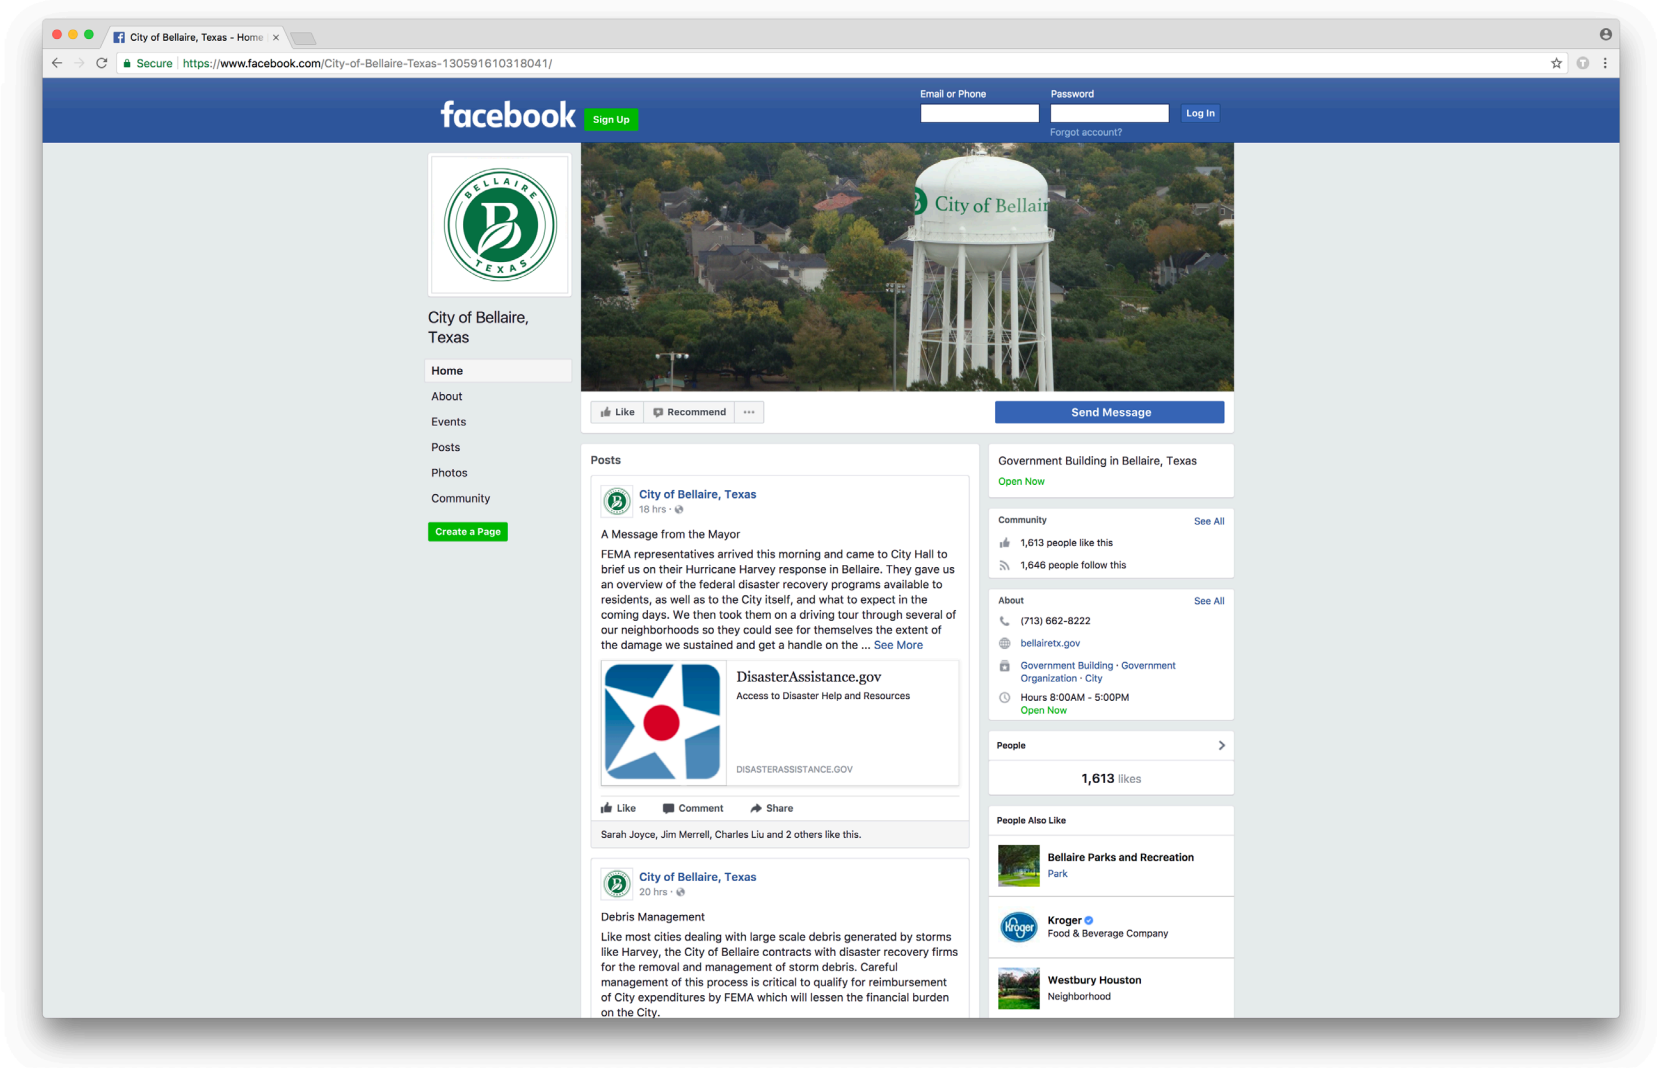 City of Bellaire, Texas - Home
Secure
https://www.facebook.com/City-of-Bellaire-Texas-130591610318041/
facebook
Sign Up
Email or Phone
Password
Log In
Forgot account?
BELLAIRE
B
TEXAS
City of Bellair
City of Bellaire,
Texas
Home
About
Events
Posts
Photos
Community
Create a Page
Like
Recommend
Send Message
Posts
City of Bellaire, Texas
18 hrs ·
A Message from the Mayor
FEMA representatives arrived this morning and came to City Hall to
brief us on their Hurricane Harvey response in Bellaire. They gave us
an overview of the federal disaster recovery programs available to
residents, as well as to the City itself, and what to expect in the
coming days. We then took them on a driving tour through several of
our neighborhoods so they could see for themselves the extent of
the damage we sustained and get a handle on the ... See More
DisasterAssistance.gov
Access to Disaster Help and Resources
DISASTERASSISTANCE.GOV
Like
Comment
Share
Sarah Joyce, Jim Merrell, Charles Liu and 2 others like this.
City of Bellaire, Texas
20 hrs ·
Debris Management
Like most cities dealing with large scale debris generated by storms
like Harvey, the City of Bellaire contracts with disaster recovery firms
for the removal and management of storm debris. Careful
management of this process is critical to qualify for reimbursement
of City expenditures by FEMA which will lessen the financial burden
on the City.
Government Building in Bellaire, Texas
Open Now
Community
See All
1,613 people like this
1,646 people follow this
About
See All
(713) 662-8222
bellairetx.gov
Government Building · Government
Organization · City
Hours 8:00AM - 5:00PM
Open Now
People
1,613 likes
People Also Like
Bellaire Parks and Recreation
Park
Kroger
Kroger
Food & Beverage Company
Westbury Houston
Neighborhood